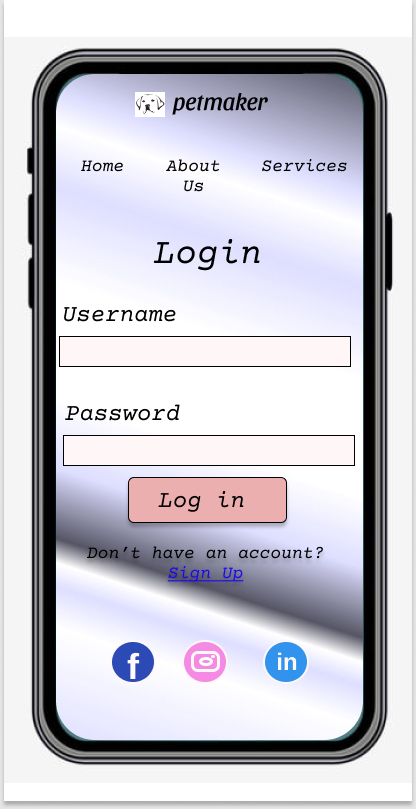 petmaker
Home About Services
Us
Login
Username
Password
Log in
Don’t have an account?
Sign Up
f in